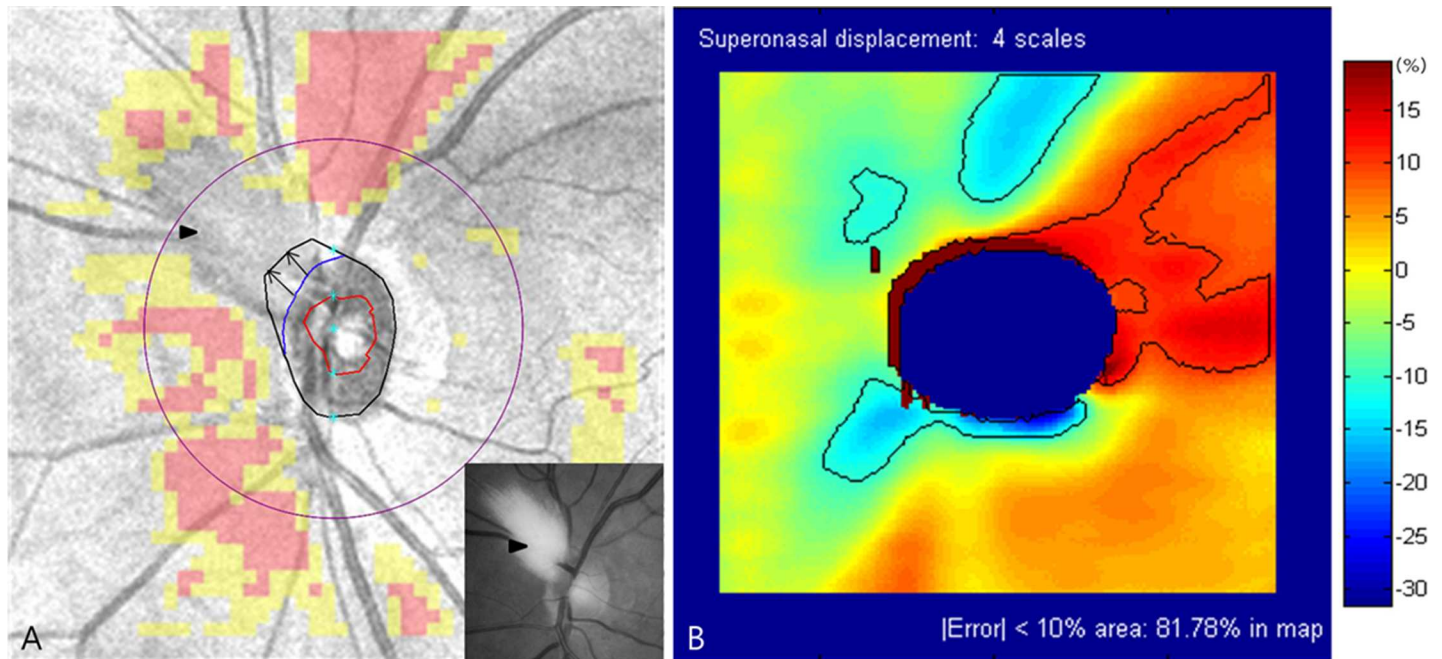 A
Superonasal displacement: 4 scales
(%)
15
10
5
0
-5
-10
-15
-20
-25
-30
B
|Error| < 10% area: 81.78% in map